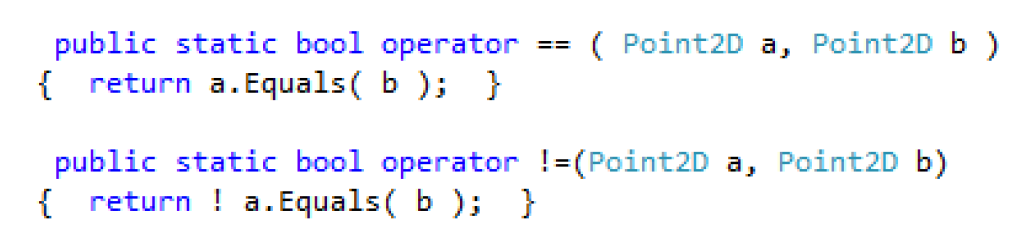 public static bool operator == ( Point2D a, Point2D b )
{  return a.Equals( b );  }
public static bool operator !=(Point2D a, Point2D b)
{  return ! a.Equals( b );  }